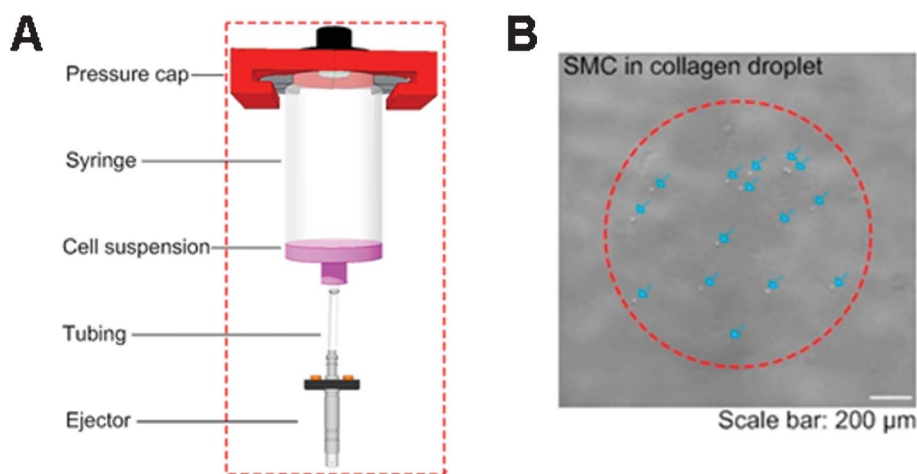 A
Pressure cap
Syringe
Cell suspension
Tubing
Ejector
B
SMC in collagen droplet
Scale bar: 200 µm